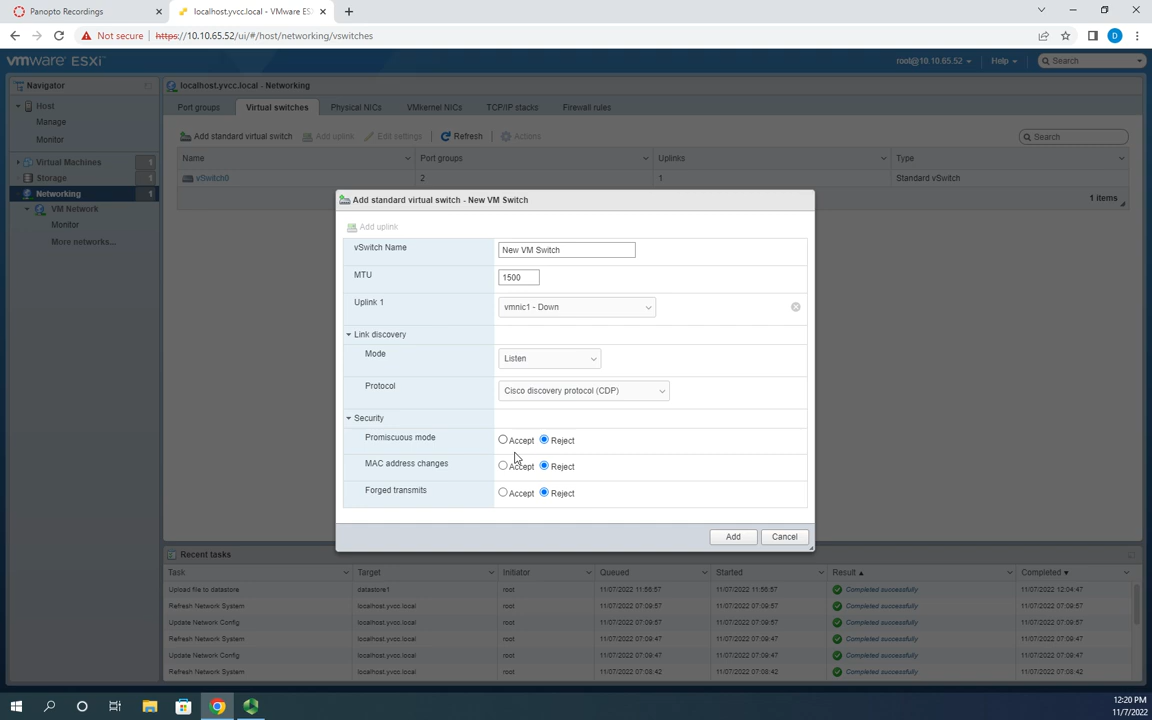 Panopto Recordings
localhost.yvcc.local - VMware ESX
Not secure
https://10.10.65.52/ui/#/host/networking/vswitches
D
vmware ESXi
root@10.10.65.52
Help
Search
Navigator
localhost.yvcc.local - Networking
Host
Manage
Monitor
Virtual Machines 1
Storage 1
Networking 1
VM Network
Monitor
More networks...
Port groups
Virtual switches
Physical NICs
VMkernel NICs
TCP/IP stacks
Firewall rules
Add standard virtual switch
Add uplink
Edit settings
Refresh
Actions
Search
Name Port groups Uplinks Type
vSwitch0 2 1 Standard vSwitch
1 items
Add standard virtual switch - New VM Switch
Add uplink
vSwitch Name New VM Switch
MTU 1500
Uplink 1 vmnic1 - Down
Link discovery
Mode Listen
Protocol Cisco discovery protocol (CDP)
Security
Promiscuous mode Accept Reject
MAC address changes Accept Reject
Forged transmits Accept Reject
Add Cancel
Recent tasks
Task Target Initiator Queued Started Result Completed
Upload file to datastore datastore1 root 11/07/2022 11:56:57 11/07/2022 11:56:57 Completed successfully 11/07/2022 12:04:47
Refresh Network System localhost.yvcc.local root 11/07/2022 07:09:57 11/07/2022 07:09:57 Completed successfully 11/07/2022 07:09:57
Update Network Config localhost.yvcc.local root 11/07/2022 07:09:57 11/07/2022 07:09:57 Completed successfully 11/07/2022 07:09:57
Refresh Network System localhost.yvcc.local root 11/07/2022 07:09:47 11/07/2022 07:09:47 Completed successfully 11/07/2022 07:09:47
Update Network Config localhost.yvcc.local root 11/07/2022 07:09:47 11/07/2022 07:09:47 Completed successfully 11/07/2022 07:09:47
Refresh Network System localhost.yvcc.local root 11/07/2022 07:08:42 11/07/2022 07:08:42 Completed successfully 11/07/2022 07:08:42
12:20 PM
11/7/2022